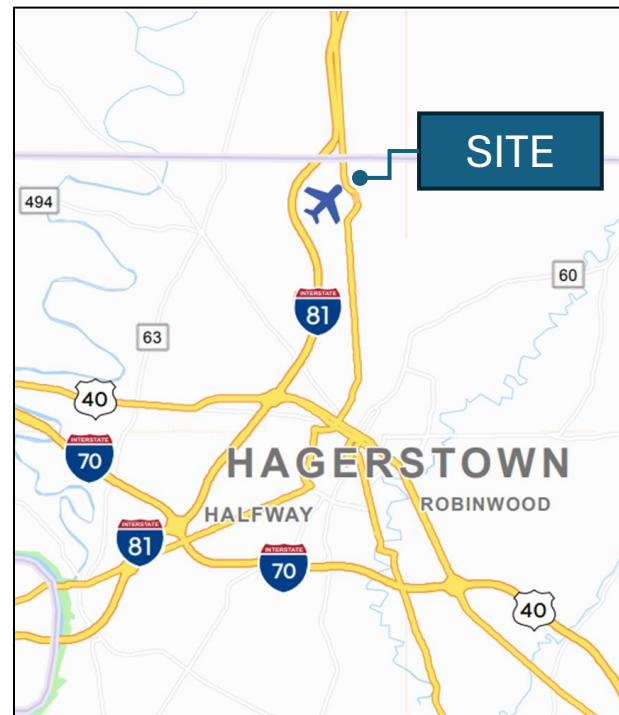 SITE
494
60
INTERSTATE
81
63
40
INTERSTATE
70
HAGERSTOWN
ROBINWOOD
HALFWAY
INTERSTATE
81
INTERSTATE
70
40